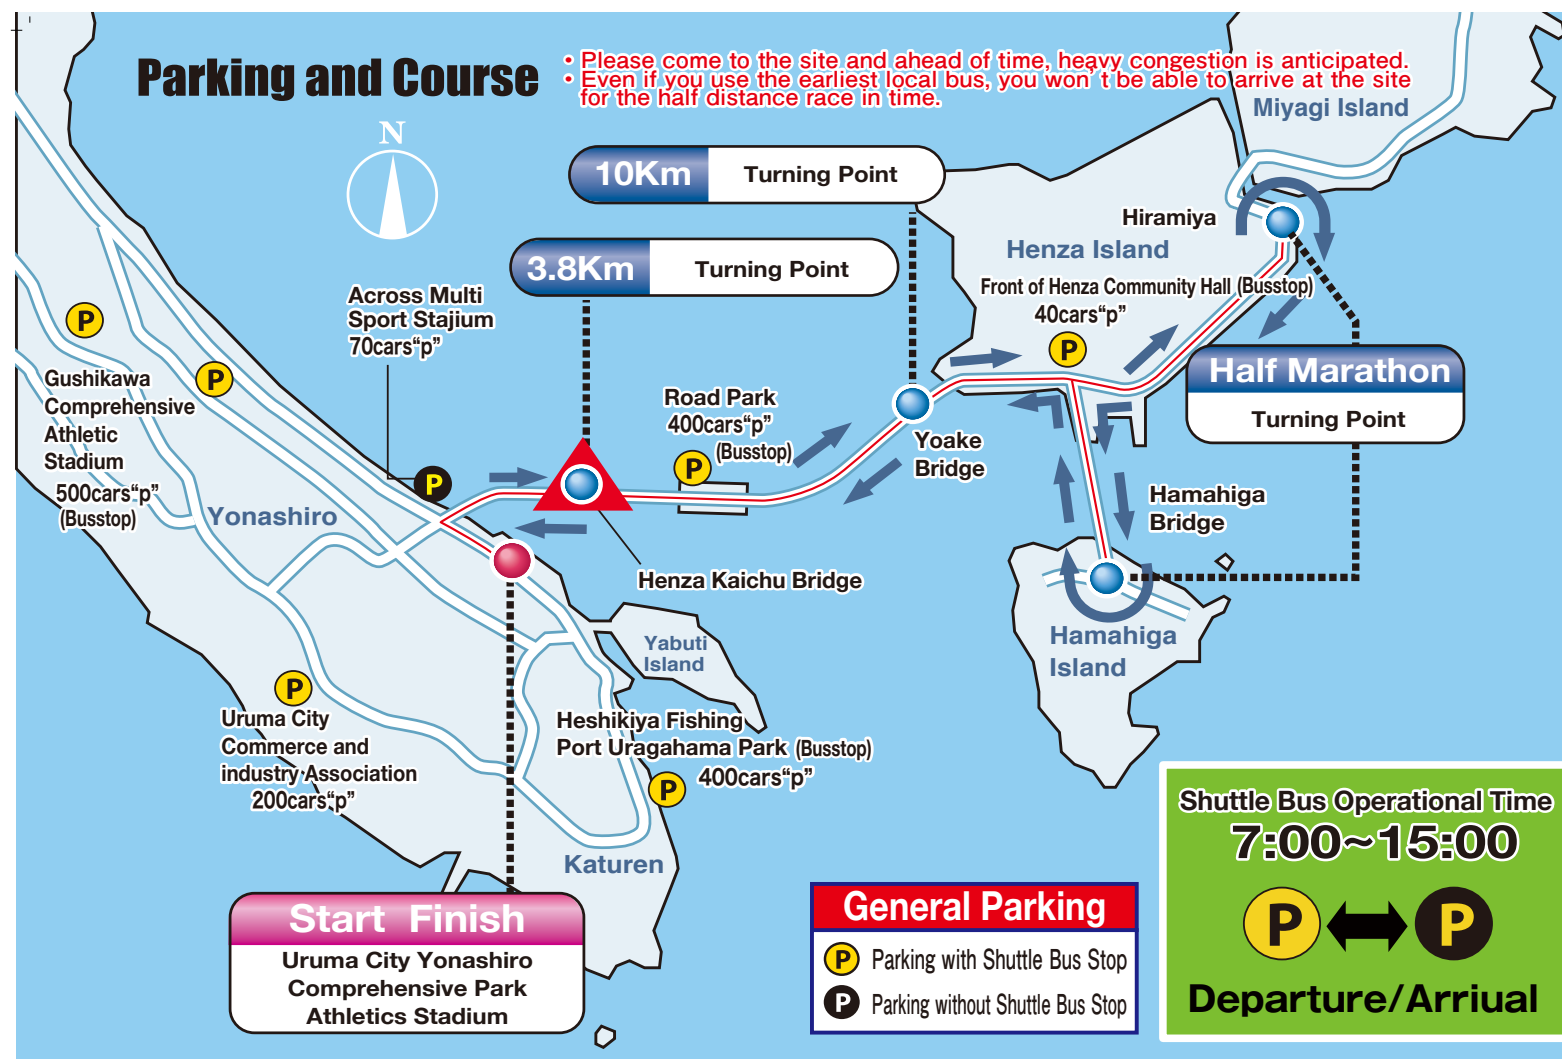 Parking and Course
• Please come to the site and ahead of time, heavy congestion is anticipated.
• Even if you use the earliest local bus, you won't be able to arrive at the site
for the half distance race in time.
Miyagi Island
N
10Km Turning Point
Hiramiya
3.8Km Turning Point
Henza Island
Front of Henza Community Hall (Busstop)
40cars“p”
P
Across Multi
Sport Stajium
70cars“p”
P
P
P
Gushikawa
Comprehensive
Athletic
Stadium
500cars“p”
(Busstop)
Half Marathon
Turning Point
Road Park
400cars“p”
(Busstop)
P
Yoake
Bridge
P
Hamahiga
Bridge
Yonashiro
Henza Kaichu Bridge
Hamahiga
Island
Yabuti
Island
P
Uruma City
Commerce and
industry Association
200cars“p”
Heshikiya Fishing
Port Uragahama Park (Busstop)
400cars“p”
P
Katuren
Start Finish
Uruma City Yonashiro
Comprehensive Park
Athletics Stadium
General Parking
P Parking with Shuttle Bus Stop
P Parking without Shuttle Bus Stop
Shuttle Bus Operational Time
7:00~15:00
P P
Departure/Arriual